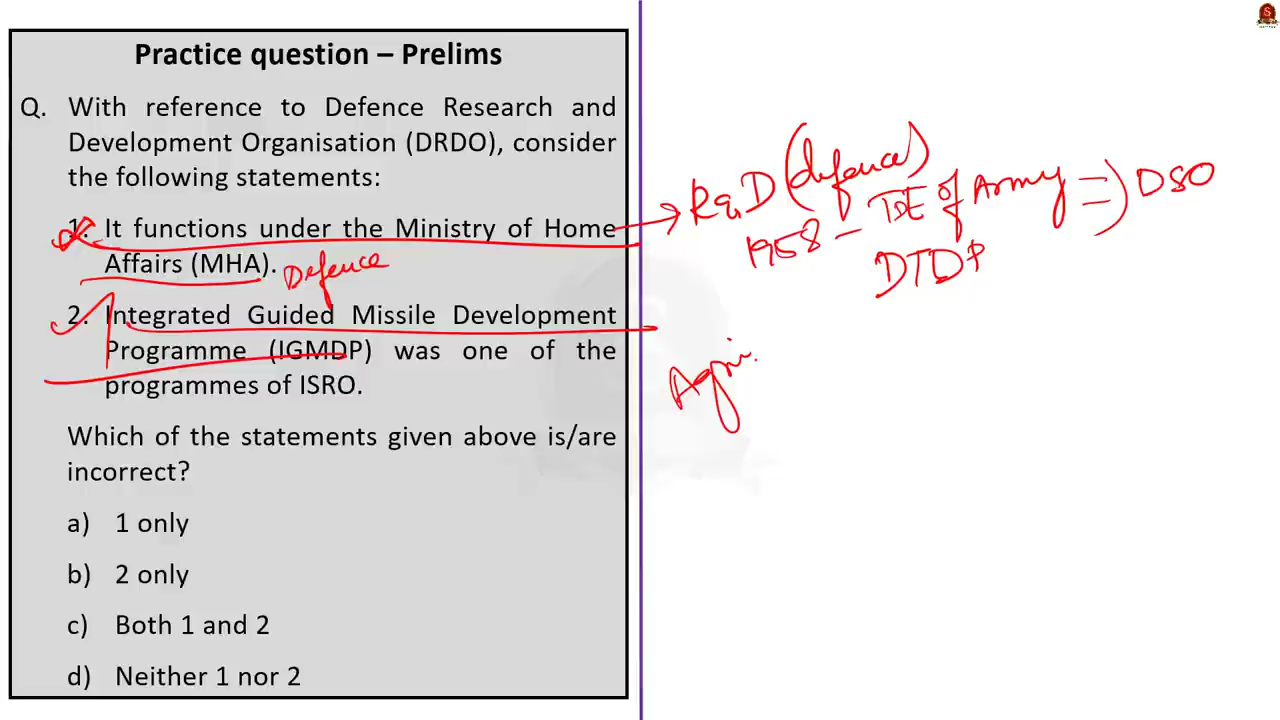 Practice question – Prelims
Q. With reference to Defence Research and
Development Organisation (DRDO), consider
the following statements:
1. It functions under the Ministry of Home
Affairs (MHA).
Defence
2. Integrated Guided Missile Development
Programme (IGMDP) was one of the
programmes of ISRO.
Which of the statements given above is/are
incorrect?
a) 1 only
b) 2 only
c) Both 1 and 2
d) Neither 1 nor 2
R&D (defence)
1958 - TDE of Army => DSO
DTDP
Agni